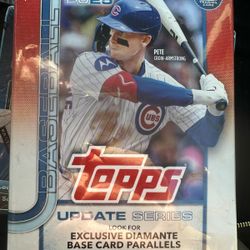 PETE
CROW-ARMSTRONG
BASEBALL
Cubs
topps
UPDATE SERIES
LOOK FOR
EXCLUSIVE DIAMANTE
BASE CARD PARALLELS